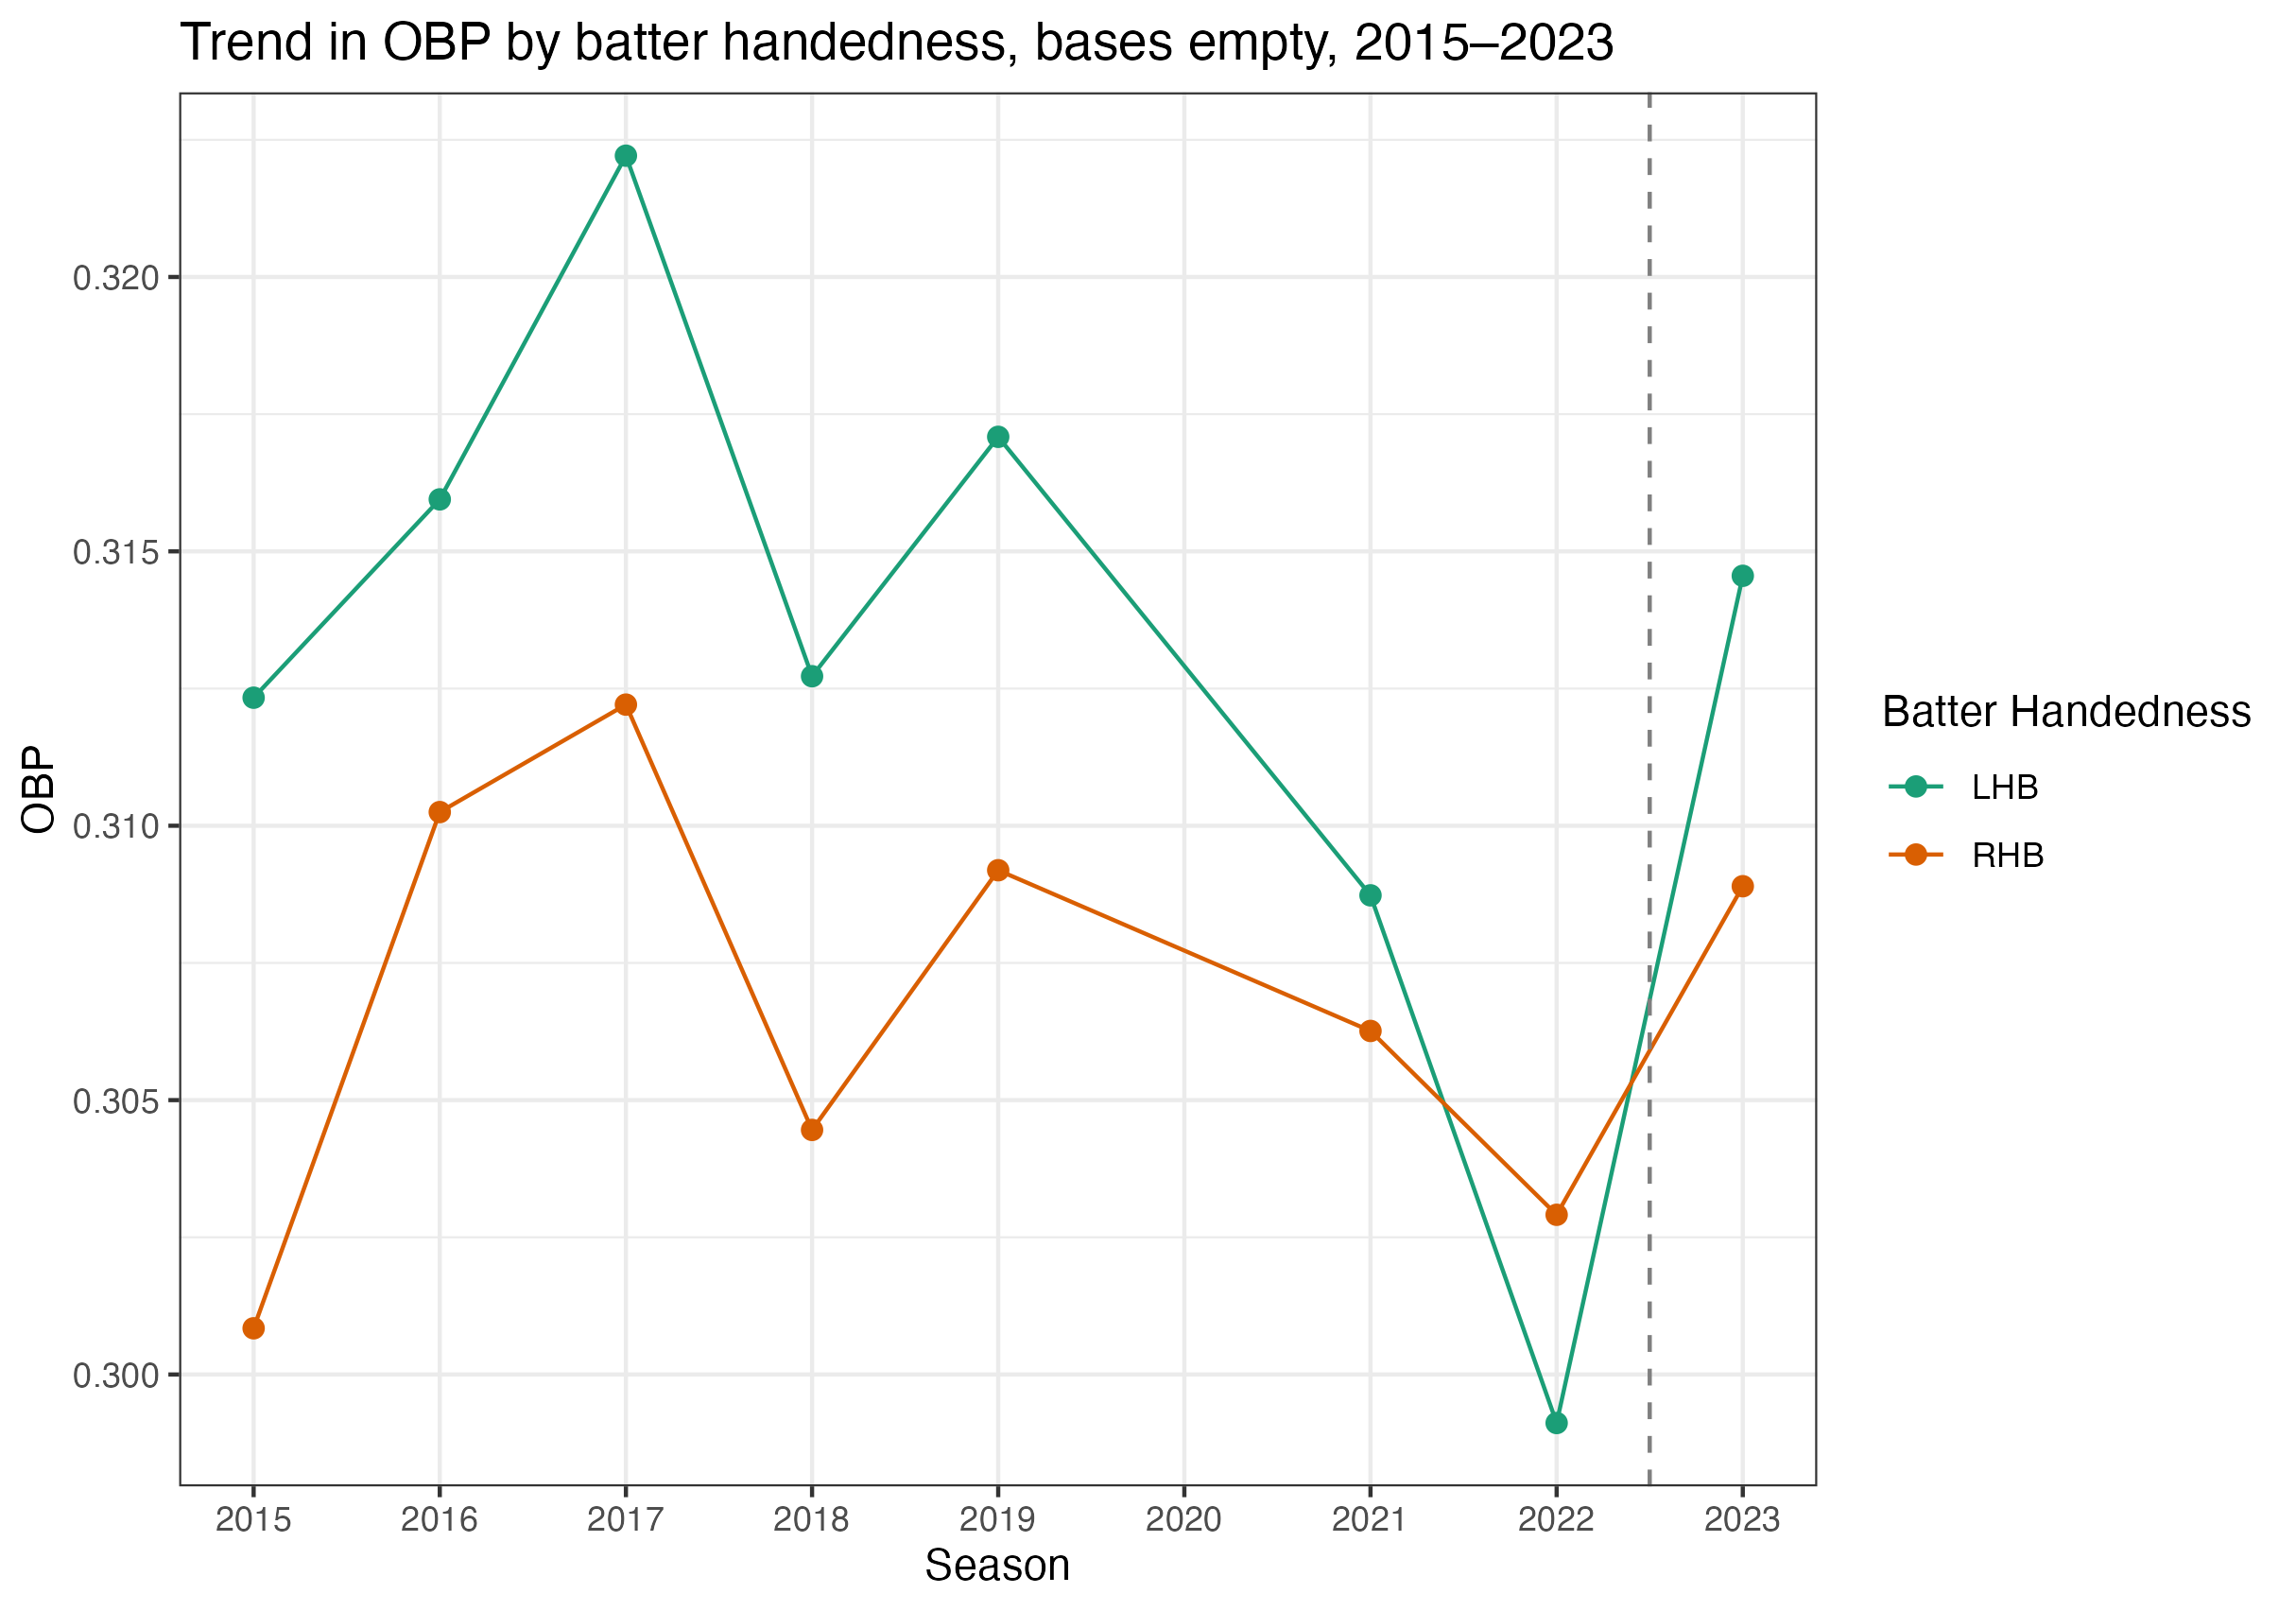 Trend in OBP by batter handedness, bases empty, 2015–2023
OBP
0.320
0.315
0.310
0.305
0.300
2015 2016 2017 2018 2019 2020 2021 2022 2023
Season
Batter Handedness
LHB
RHB